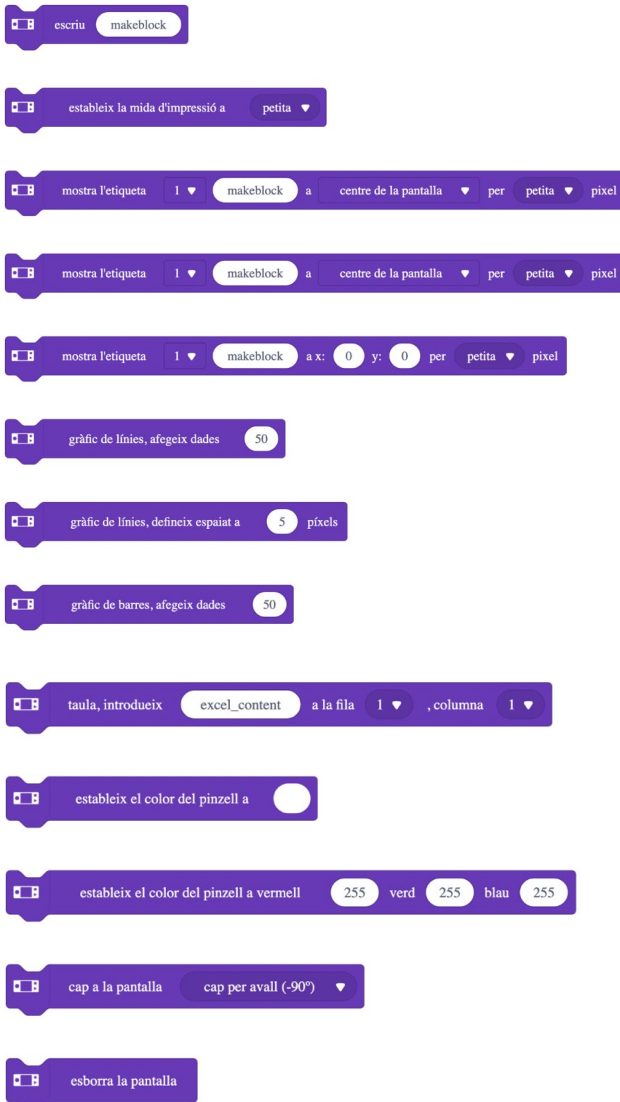 escriu makeblock
estableix la mida d'impressió a petita
mostra l'etiqueta 1 makeblock a centre de la pantalla per petita pixel
mostra l'etiqueta 1 makeblock a centre de la pantalla per petita pixel
mostra l'etiqueta 1 makeblock a x: 0 y: 0 per petita pixel
gràfic de línies, afegeix dades 50
gràfic de línies, defineix espaiat a 5 píxels
gràfic de barres, afegeix dades 50
taula, introdueix excel_content a la fila 1 , columna 1
estableix el color del pinzell a
estableix el color del pinzell a vermell 255 verd 255 blau 255
cap a la pantalla cap per avall (-90º)
esborra la pantalla